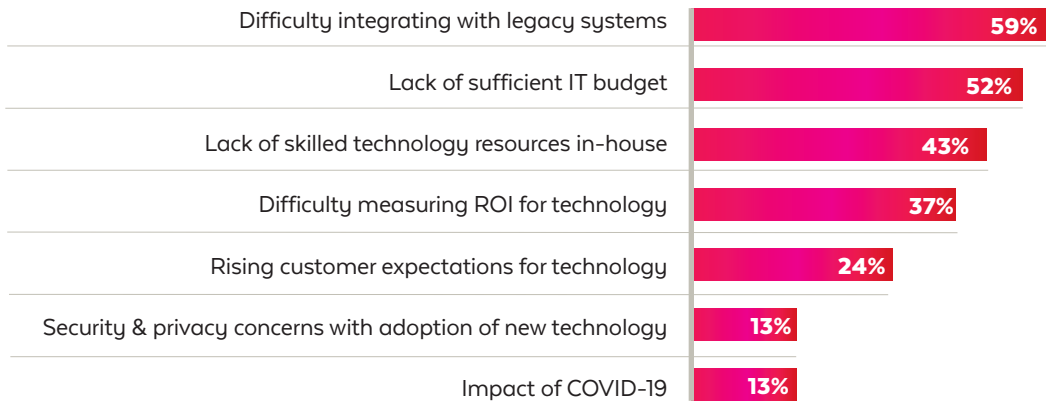 Difficulty integrating with legacy systems 59%
Lack of sufficient IT budget 52%
Lack of skilled technology resources in-house 43%
Difficulty measuring ROI for technology 37%
Rising customer expectations for technology 24%
Security & privacy concerns with adoption of new technology 13%
Impact of COVID-19 13%